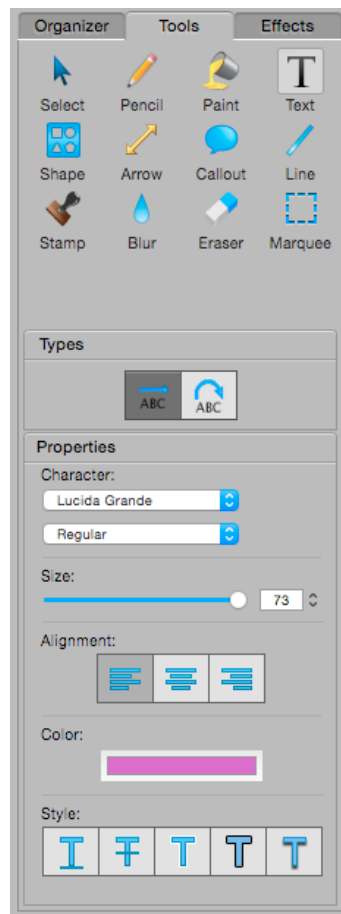 Organizer Tools Effects
T
Select Pencil Paint Text
Shape Arrow Callout Line
Stamp Blur Eraser Marquee
Types
ABC ABC
Properties
Character:
Lucida Grande
Regular
Size:
73
Alignment:
Color:
Style:
T T T T T